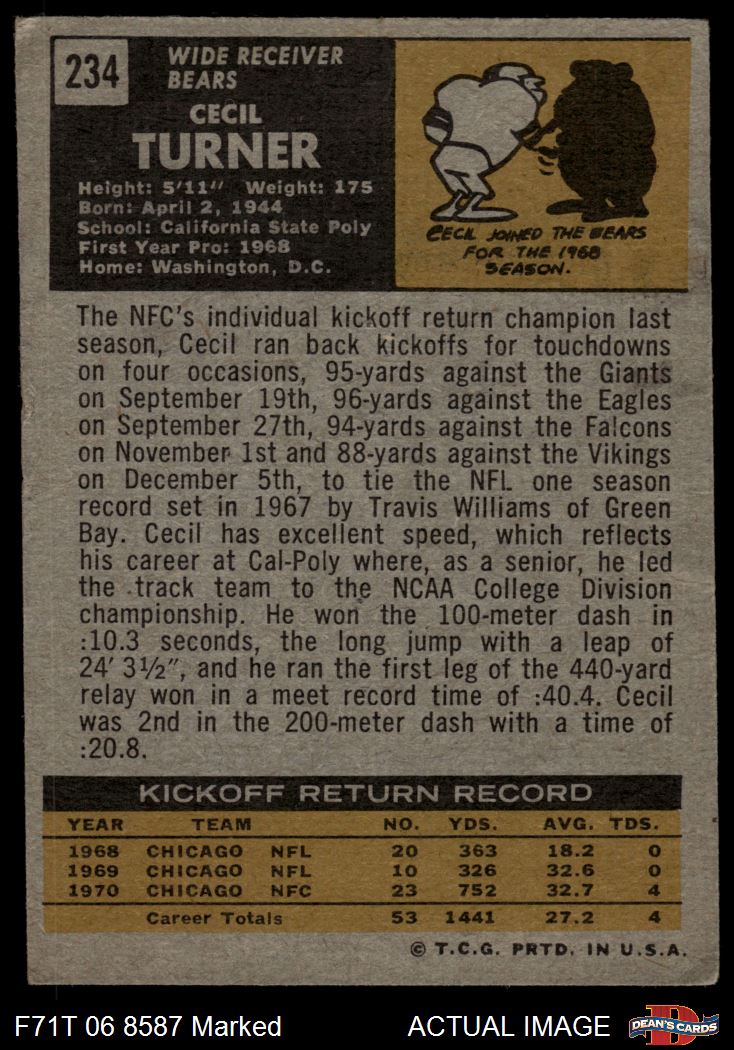 234
WIDE RECEIVER
BEARS
CECIL
TURNER
Height: 5'11" Weight: 175
Born: April 2, 1944
School: California State Poly
First Year Pro: 1968
Home: Washington, D.C.
CECIL JOINED THE BEARS
FOR THE 1968
SEASON.
The NFC's individual kickoff return champion last
season, Cecil ran back kickoffs for touchdowns
on four occasions, 95-yards against the Giants
on September 19th, 96-yards against the Eagles
on September 27th, 94-yards against the Falcons
on November 1st and 88-yards against the Vikings
on December 5th, to tie the NFL one season
record set in 1967 by Travis Williams of Green
Bay. Cecil has excellent speed, which reflects
his career at Cal-Poly where, as a senior, he led
the track team to the NCAA College Division
championship. He won the 100-meter dash in
:10.3 seconds, the long jump with a leap of
24' 3½", and he ran the first leg of the 440-yard
relay won in a meet record time of :40.4. Cecil
was 2nd in the 200-meter dash with a time of
:20.8.
KICKOFF RETURN RECORD
YEAR TEAM NO. YDS. AVG. TDS.
1968 CHICAGO NFL 20 363 18.2 0
1969 CHICAGO NFL 10 326 32.6 0
1970 CHICAGO NFC 23 752 32.7 4
Career Totals 53 1441 27.2 4
© T.C.G. PRTD. IN U.S.A.
F71T 06 8587 Marked ACTUAL IMAGE D DEAN'S CARDS